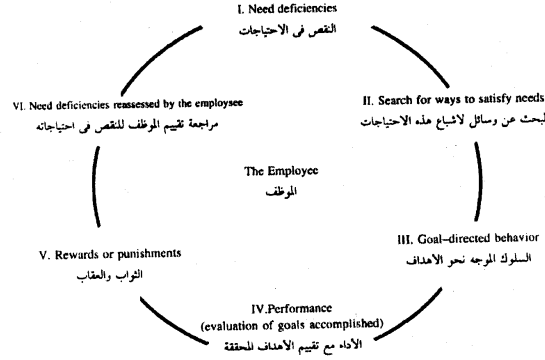 I. Need deficiencies
النقص فى الاحتياجات
II. Search for ways to satisfy needs
لبحث عن وسائل لاشباع هذه الاحتياجات
III. Goal-directed behavior
السلوك الموجه نحو الأهداف
IV.Performance
(evaluation of goals accomplished)
الأداء مع تقييم الأهداف المحققة
V. Rewards or punishments
الثواب والعقاب
VI. Need deficiencies reassessed by the employee
مراجعة تقييم الموظف للنقص فى احتياجاته
The Employee
الموظف